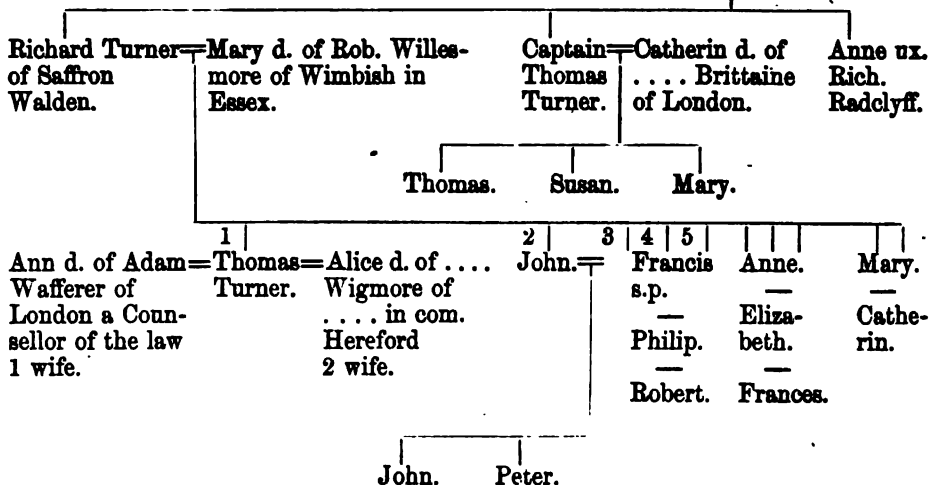 Richard Turner=Mary d. of Rob. Willes-
of Saffron
Walden.
more of Wimbish in
Essex.
Captain=Catherin d. of
Thomas
Turner.
.... Brittaine
of London.
Anne ux.
Rich.
Radclyff.
Thomas. Susan. Mary.
1 2 3 4 5
Ann d. of Adam=Thomas=Alice d. of ....
Wafferer of
London a Coun-
sellor of the law
1 wife.
Turner.
Wigmore of
.... in com.
Hereford
2 wife.
John.=
Francis
s.p.
—
Philip.
—
Robert.
Anne.
—
Eliza-
beth.
—
Frances.
Mary.
—
Cathe-
rin.
John. Peter.